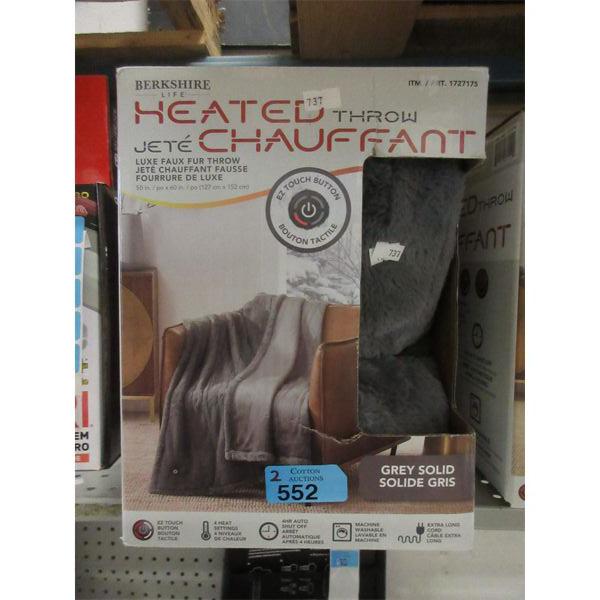 BERKSHIRE
LIFE
ITM. / ART. 1727175
737
HEATED THROW
JETÉ CHAUFFANT
LUXE FAUX FUR THROW
JETÉ CHAUFFANT FAUSSE
FOURRURE DE LUXE
50 in. / po x 60 in. / po (127 cm x 152 cm)
EZ TOUCH BUTTON
BOUTON TACTILE
737
GREY SOLID
SOLIDE GRIS
2 COTTON
AUCTIONS
552
EZ TOUCH
BUTTON
BOUTON
TACTILE
4 HEAT
SETTINGS
4 NIVEAUX
DE CHALEUR
4HR AUTO
SHUT OFF
ARRÊT
AUTOMATIQUE
APRÈS 4 HEURES
MACHINE
WASHABLE
LAVABLE EN
MACHINE
EXTRA LONG
CORD
CÂBLE EXTRA
LONG
THROW
FFANT
RI
EM
RO